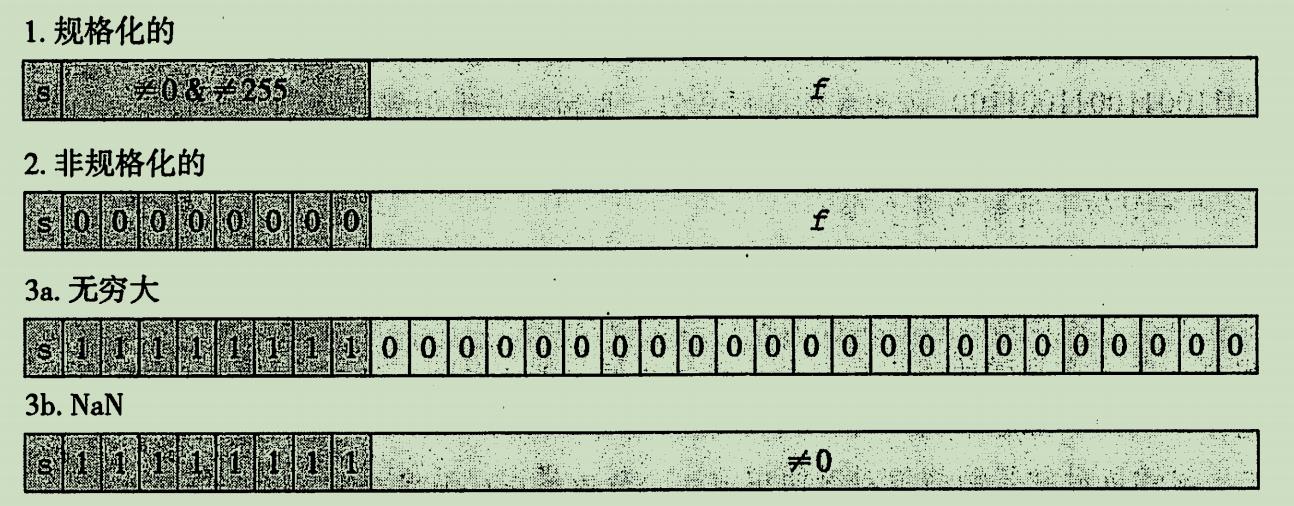 1. 规格化的
s ≠0 & ≠255 f
2. 非规格化的
s 0 0 0 0 0 0 0 0 f
3a. 无穷大
s 1 1 1 1 1 1 1 1 0 0 0 0 0 0 0 0 0 0 0 0 0 0 0 0 0 0 0 0 0 0 0
3b. NaN
s 1 1 1 1 1 1 1 1 ≠0